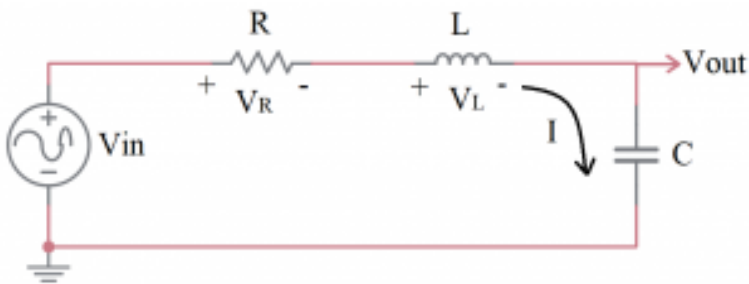 R L
Vout
+ VR - + VL -
I
C
+
Vin
-